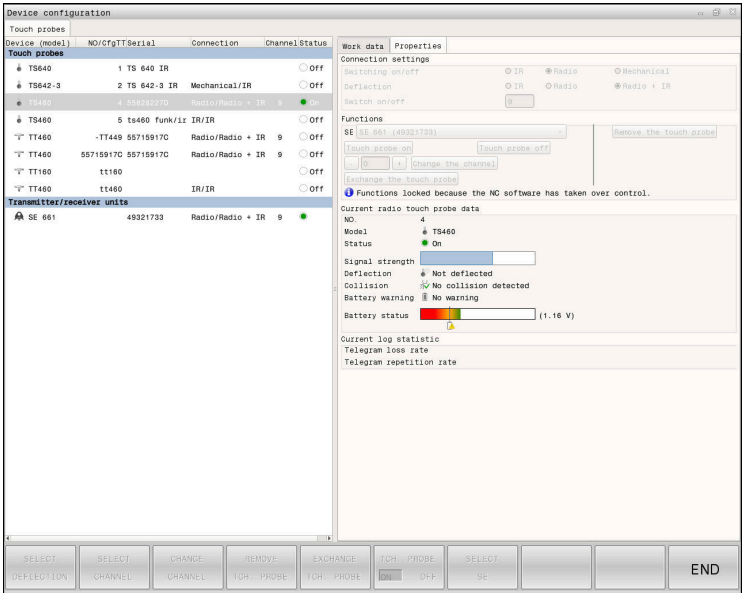 Device configuration
Touch probes
Device (model) NO/CfgTT Serial Connection Channel Status
Touch probes
TS640 1 TS 640 IR Off
TS642-3 2 TS 642-3 IR Mechanical/IR Off
TS460 4 Radio/Radio + IR On
TS460 5 ts460 funk/ir IR/IR Off
TT460 -TT449 55715917C Radio/Radio + IR 9 Off
TT460 55715917C 55715917C Radio/Radio + IR 9 Off
TT160 tt160 Off
TT460 tt460 IR/IR Off
Transmitter/receiver units
SE 661 49321733 Radio/Radio + IR 9
Work data Properties
Connection settings
Switching on/off IR Radio Mechanical
Deflection IR Radio Radio + IR
Switch on/off 0
Functions
SE SE 661 (49321733) Remove the touch probe
Touch probe on Touch probe off
- 0 + Change the channel
Exchange the touch probe
Functions locked because the NC software has taken over control.
Current radio touch probe data
NO. 4
Model TS460
Status On
Signal strength
Deflection Not deflected
Collision No collision detected
Battery warning No warning
Battery status (1.16 V)
Current log statistic
Telegram loss rate
Telegram repetition rate
SELECT DEFLECTION
SELECT CHANNEL
CHANGE CHANNEL
REMOVE TCH. PROBE
EXCHANGE TCH. PROBE
TCH. PROBE ON OFF
SELECT SE
END